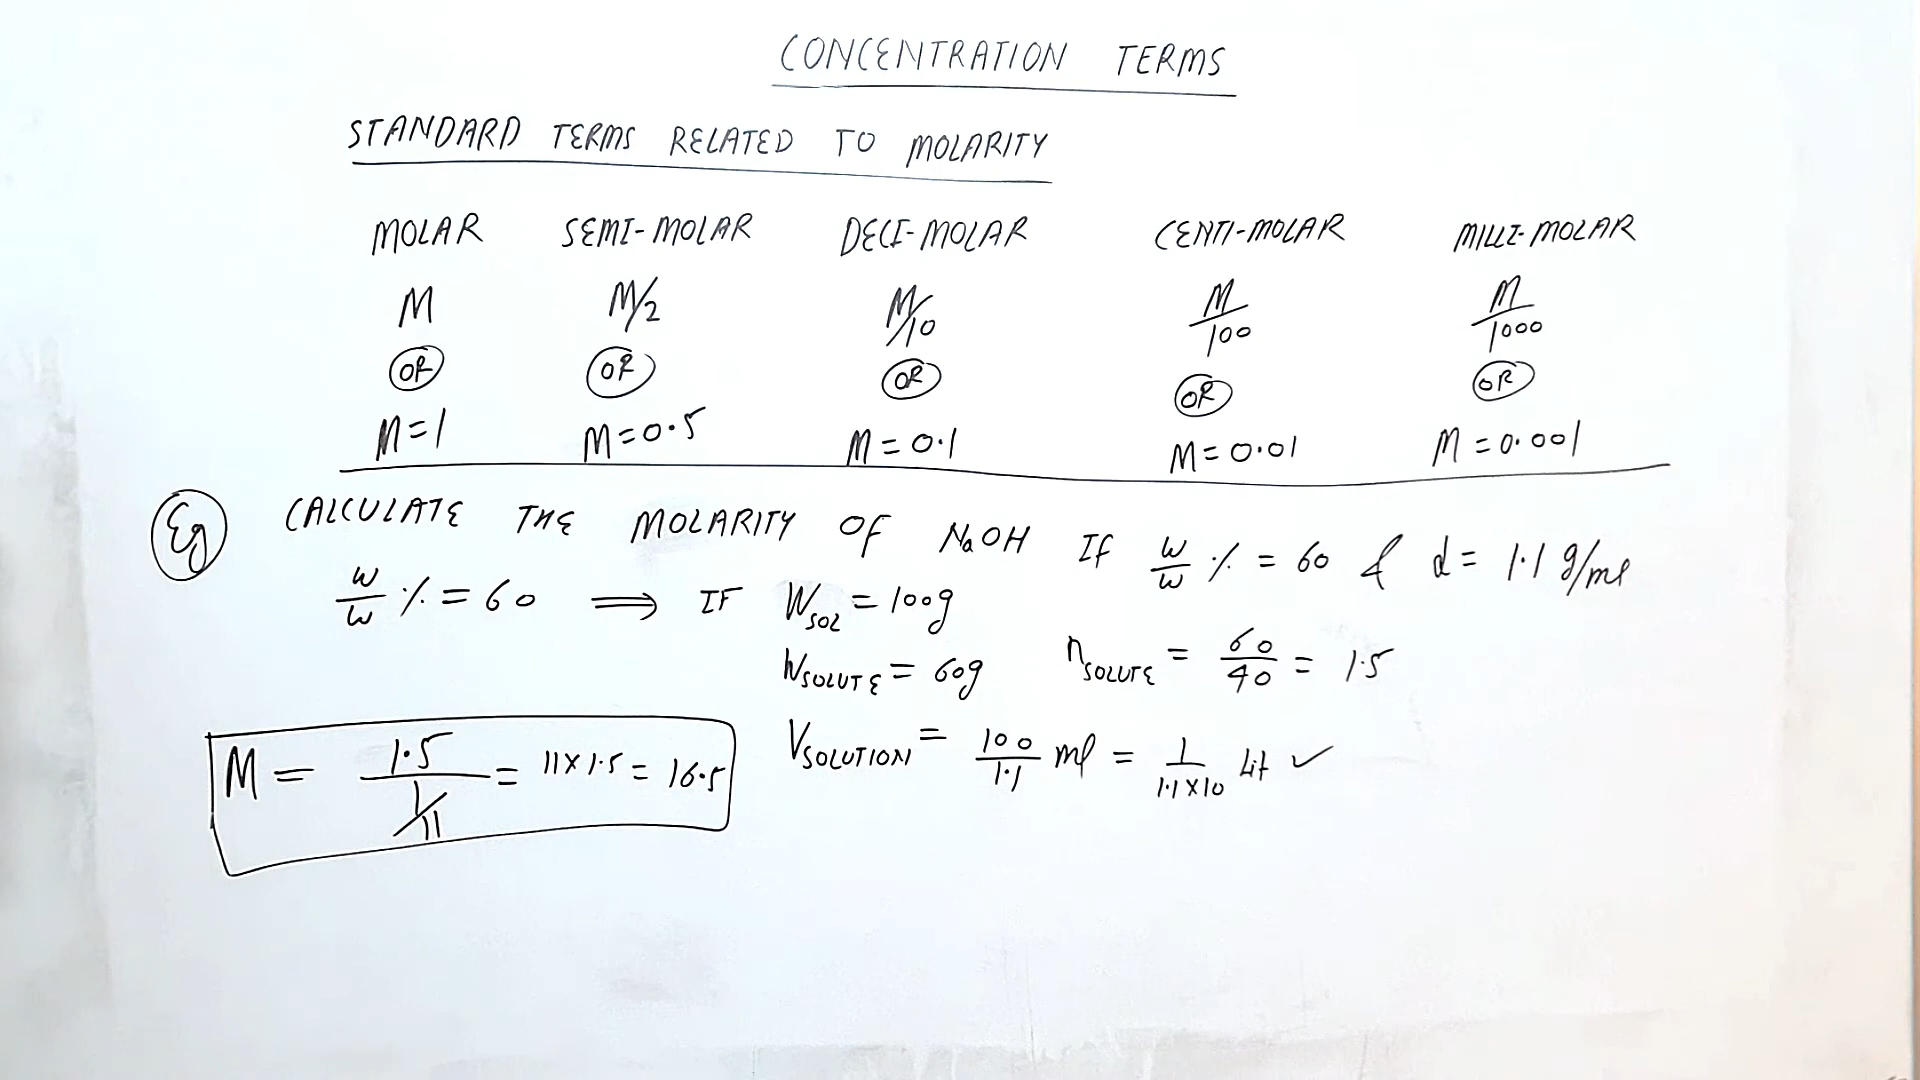 CONCENTRATION TERMS
STANDARD TERMS RELATED TO MOLARITY
MOLAR SEMI-MOLAR DECI-MOLAR CENTI-MOLAR MILLI-MOLAR
M M/2 M/10 M/100 M/1000
OR OR OR OR OR
M=1 M=0.5 M=0.1 M=0.01 M=0.001
Eg CALCULATE THE MOLARITY OF NaOH IF w/w % = 60 & d = 1.1 g/ml
w/w % = 60 ⟹ IF W_SOL = 100g
W_SOLUTE = 60g n_SOLUTE = 60/40 = 1.5
V_SOLUTION = 100/1.1 ml = 1/1.1×10 Lit ✓
M = 1.5/1/11 = 11×1.5 = 16.5